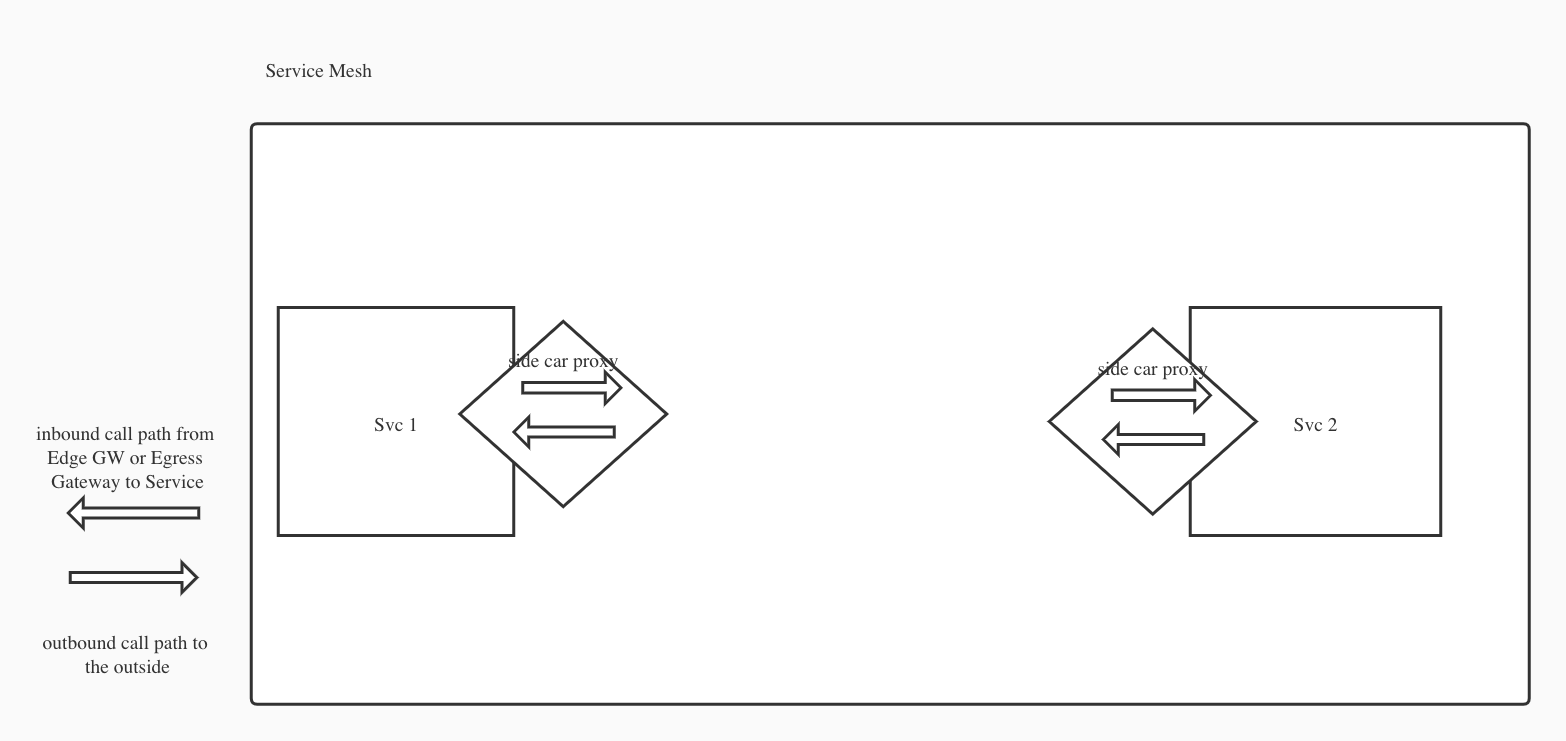 Service Mesh
side car proxy
side car proxy
Svc 1
Svc 2
inbound call path from
Edge GW or Egress
Gateway to Service
outbound call path to
the outside